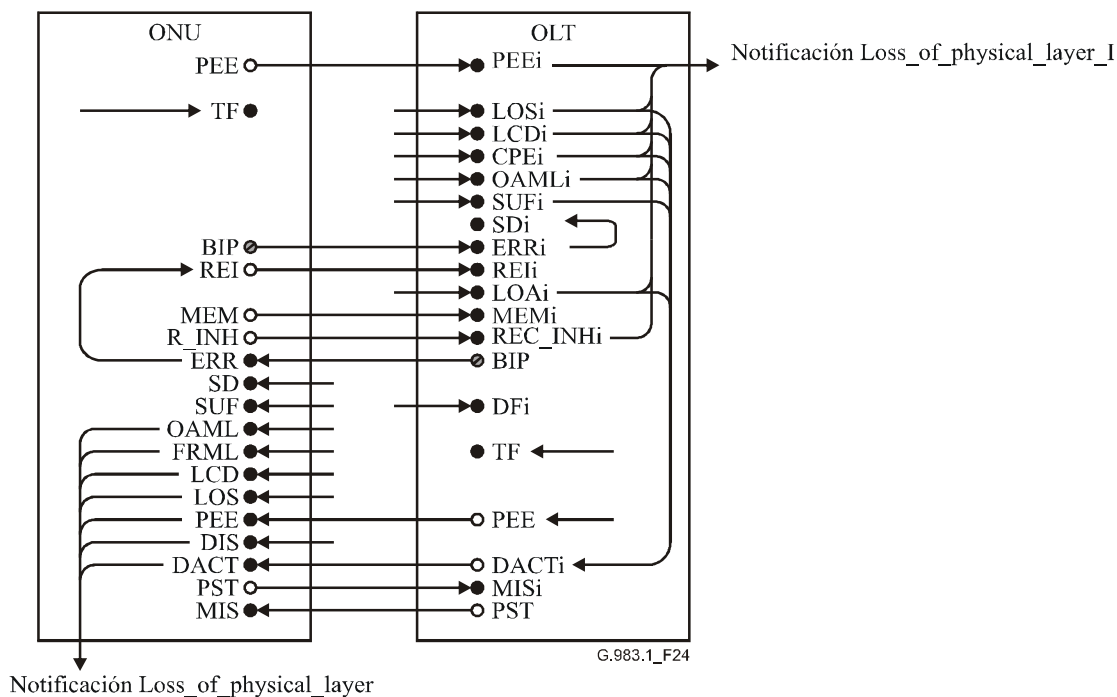 ONU
OLT
PEE
PEEi
Notificación Loss_of_physical_layer_I
TF
LOSi
LCDi
CPEi
OAMLi
SUFi
SDi
BIP
ERRi
REI
REIi
LOAi
MEM
MEMi
R_INH
REC_INHi
ERR
BIP
SD
SUF
DFi
OAML
FRML
TF
LCD
LOS
PEE
PEE
DIS
DACT
DACTi
PST
MISi
MIS
PST
G.983.1_F24
Notificación Loss_of_physical_layer